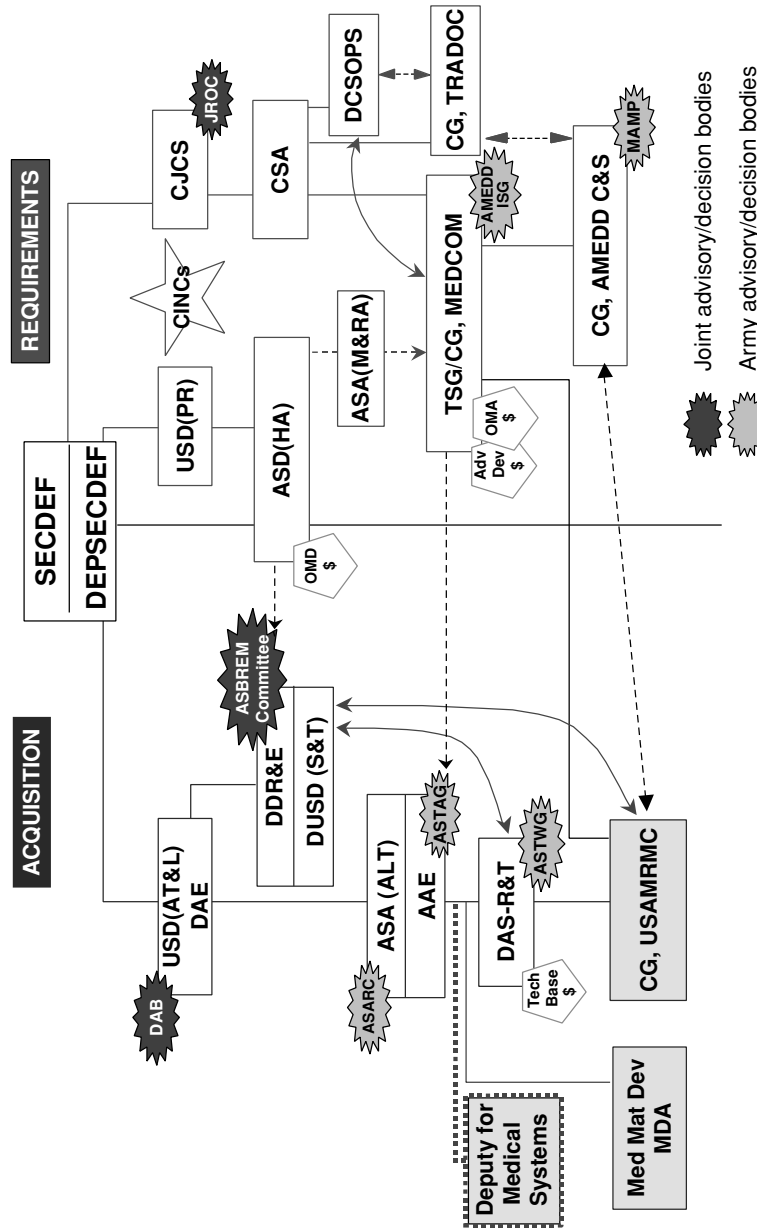 ACQUISITION
REQUIREMENTS
SECDEF
DEPSECDEF
DAB
USD(AT&L)
DAE
USD(PR)
CINCs
CJCS
JROC
ASBREM
Committee
DDR&E
DUSD (S&T)
OMD
$
ASD(HA)
CSA
DCSOPS
ASARC
ASA (ALT)
AAE
ASTAG
ASA(M&RA)
TSG/CG, MEDCOM
Adv
Dev
$
OMA
$
AMEDD
ISG
CG, TRADOC
Deputy for
Medical
Systems
Tech
Base
$
DAS-R&T
ASTWG
CG, AMEDD C&S
MAMP
Med Mat Dev
MDA
CG, USAMRMC
Joint advisory/decision bodies
Army advisory/decision bodies